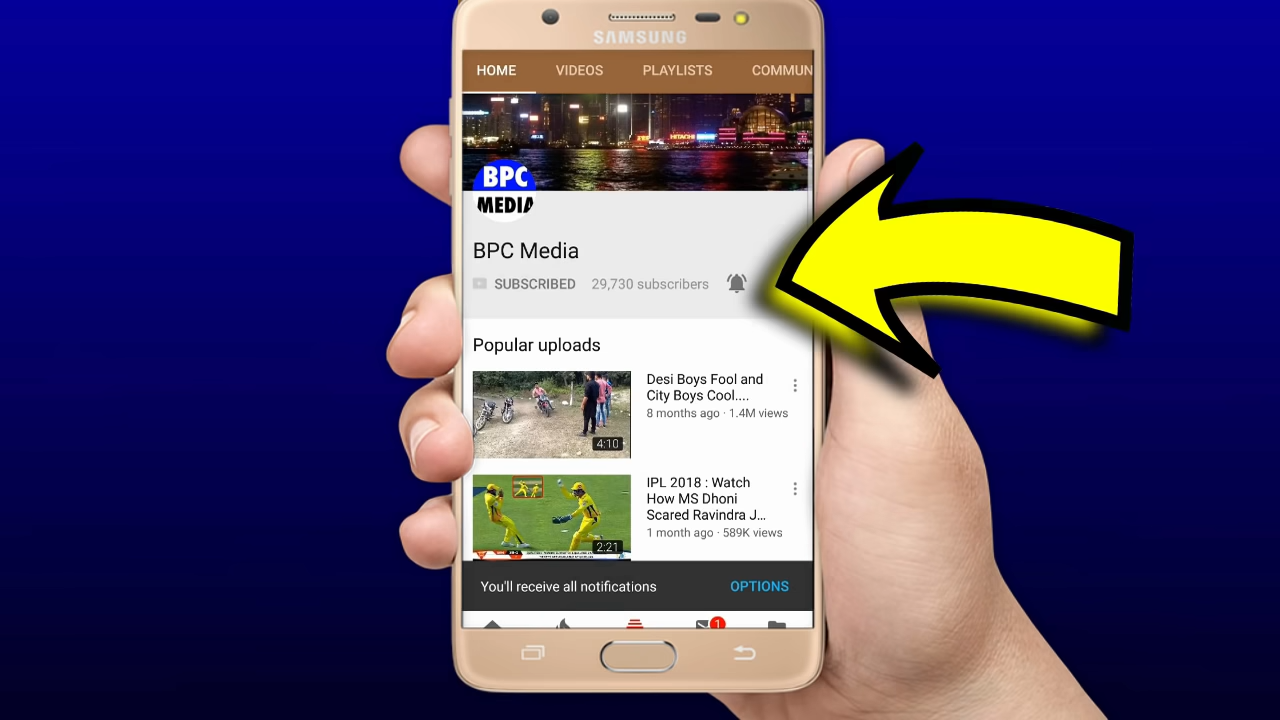 SAMSUNG
HOME VIDEOS PLAYLISTS COMMUN
HITACHI
BPC
MEDIA
BPC Media
SUBSCRIBED 29,730 subscribers
Popular uploads
Desi Boys Fool and
City Boys Cool....
8 months ago · 1.4M views
4:10
IPL 2018 : Watch
How MS Dhoni
Scared Ravindra J...
1 month ago · 589K views
2:21
You'll receive all notifications OPTIONS
1